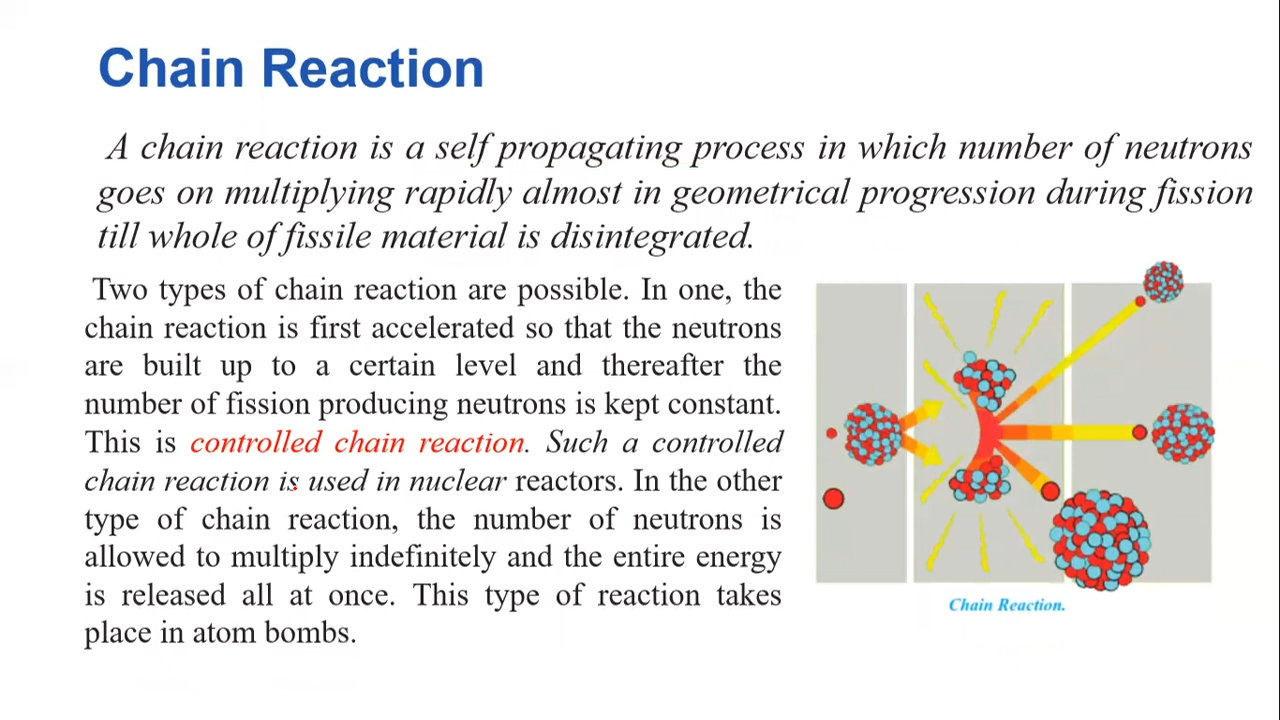 Chain Reaction
A chain reaction is a self propagating process in which number of neutrons
goes on multiplying rapidly almost in geometrical progression during fission
till whole of fissile material is disintegrated.
Two types of chain reaction are possible. In one, the
chain reaction is first accelerated so that the neutrons
are built up to a certain level and thereafter the
number of fission producing neutrons is kept constant.
This is controlled chain reaction. Such a controlled
chain reaction is used in nuclear reactors. In the other
type of chain reaction, the number of neutrons is
allowed to multiply indefinitely and the entire energy
is released all at once. This type of reaction takes
place in atom bombs.
Chain Reaction.